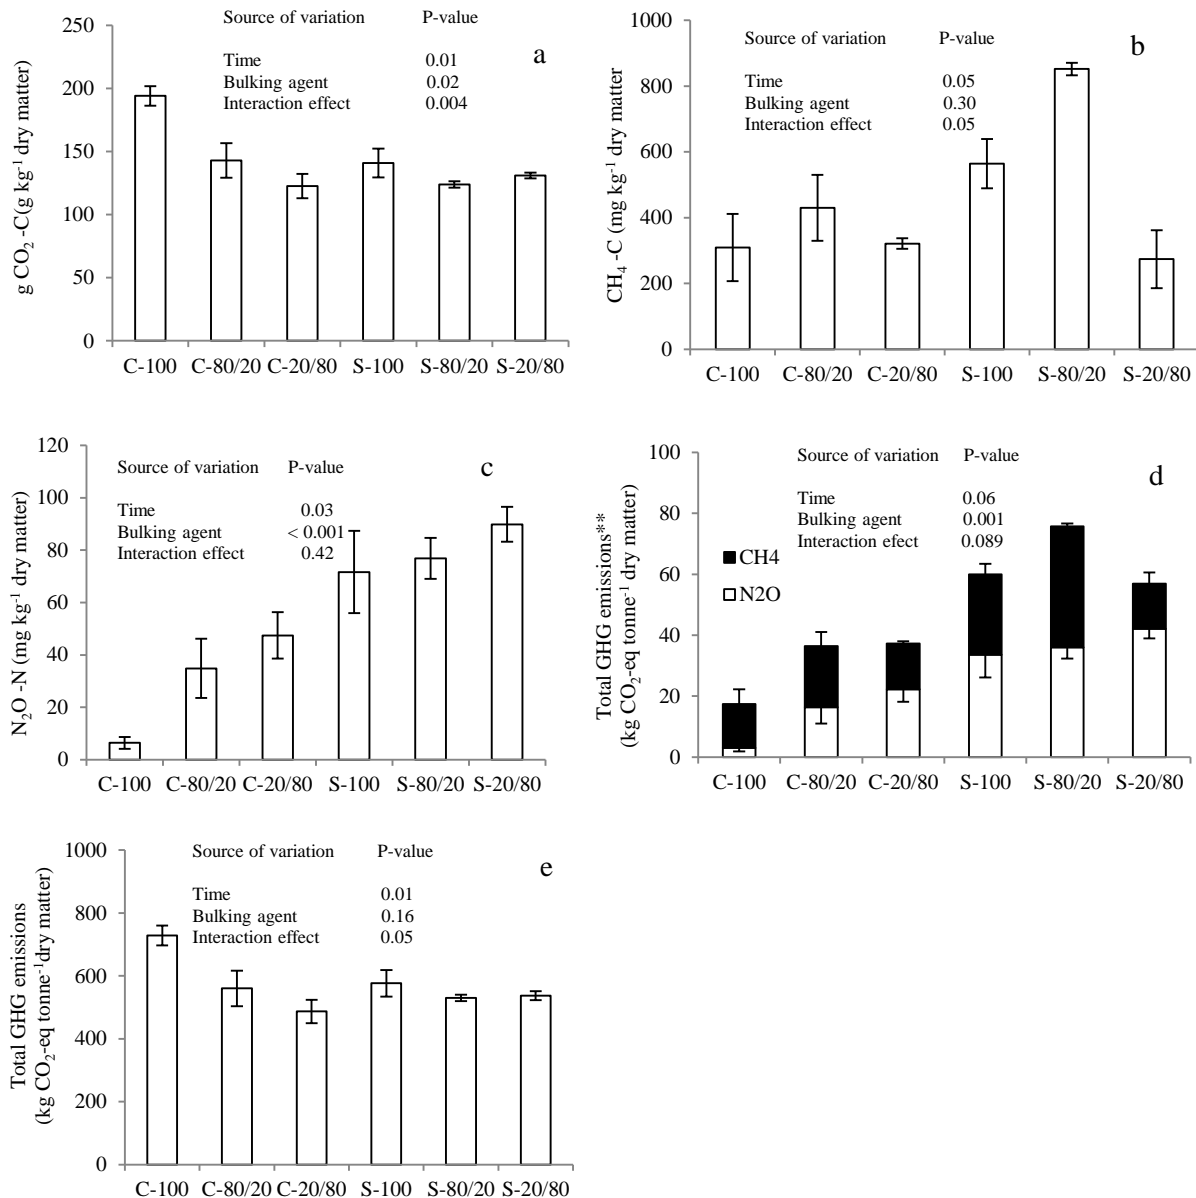 a
Source of variation P-value
Time 0.01
Bulking agent 0.02
Interaction effect 0.004
g CO₂ -C(g kg⁻¹ dry matter)
250
200
150
100
50
0
C-100 C-80/20 C-20/80 S-100 S-80/20 S-20/80
b
Source of variation P-value
Time 0.05
Bulking agent 0.30
Interaction effect 0.05
CH₄ -C (mg kg⁻¹ dry matter
1000
800
600
400
200
0
C-100 C-80/20 C-20/80 S-100 S-80/20 S-20/80
c
Source of variation P-value
Time 0.03
Bulking agent < 0.001
Interaction effect 0.42
N₂O -N (mg kg⁻¹ dry matter)
120
100
80
60
40
20
0
C-100 C-80/20 C-20/80 S-100 S-80/20 S-20/80
d
Source of variation P-value
Time 0.06
Bulking agent 0.001
Interaction efect 0.089
CH4
N2O
Total GHG emissions**
(kg CO₂-eq tonne⁻¹ dry matter)
100
80
60
40
20
0
C-100 C-80/20 C-20/80 S-100 S-80/20 S-20/80
e
Source of variation P-value
Time 0.01
Bulking agent 0.16
Interaction effect 0.05
Total GHG emissions
(kg CO₂-eq tonne⁻¹dry matter)
1000
800
600
400
200
0
C-100 C-80/20 C-20/80 S-100 S-80/20 S-20/80